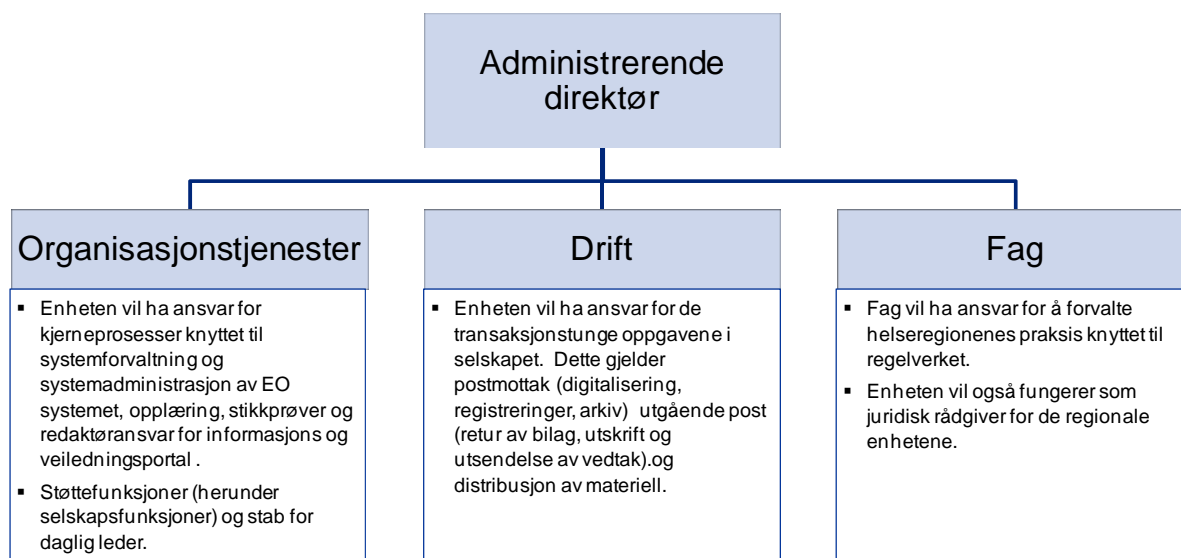 Administrerende
direktør
Organisasjonstjenester
▪ Enheten vil ha ansvar for
kjerneprosesser knyttet til
systemforvaltning og
systemadministrasjon av EO
systemet, opplæring, stikkprøver og
redaktøransvar for informasjons og
veiledningsportal .
▪ Støttefunksjoner (herunder
selskapsfunksjoner) og stab for
daglig leder.
Drift
▪ Enheten vil ha ansvar for de
transaksjonstunge oppgavene i
selskapet. Dette gjelder
postmottak (digitalisering,
registreringer, arkiv) utgående post
(retur av bilag, utskrift og
utsendelse av vedtak).og
distribusjon av materiell.
Fag
▪ Fag vil ha ansvar for å forvalte
helseregionenes praksis knyttet til
regelverket.
▪ Enheten vil også fungerer som
juridisk rådgiver for de regionale
enhetene.